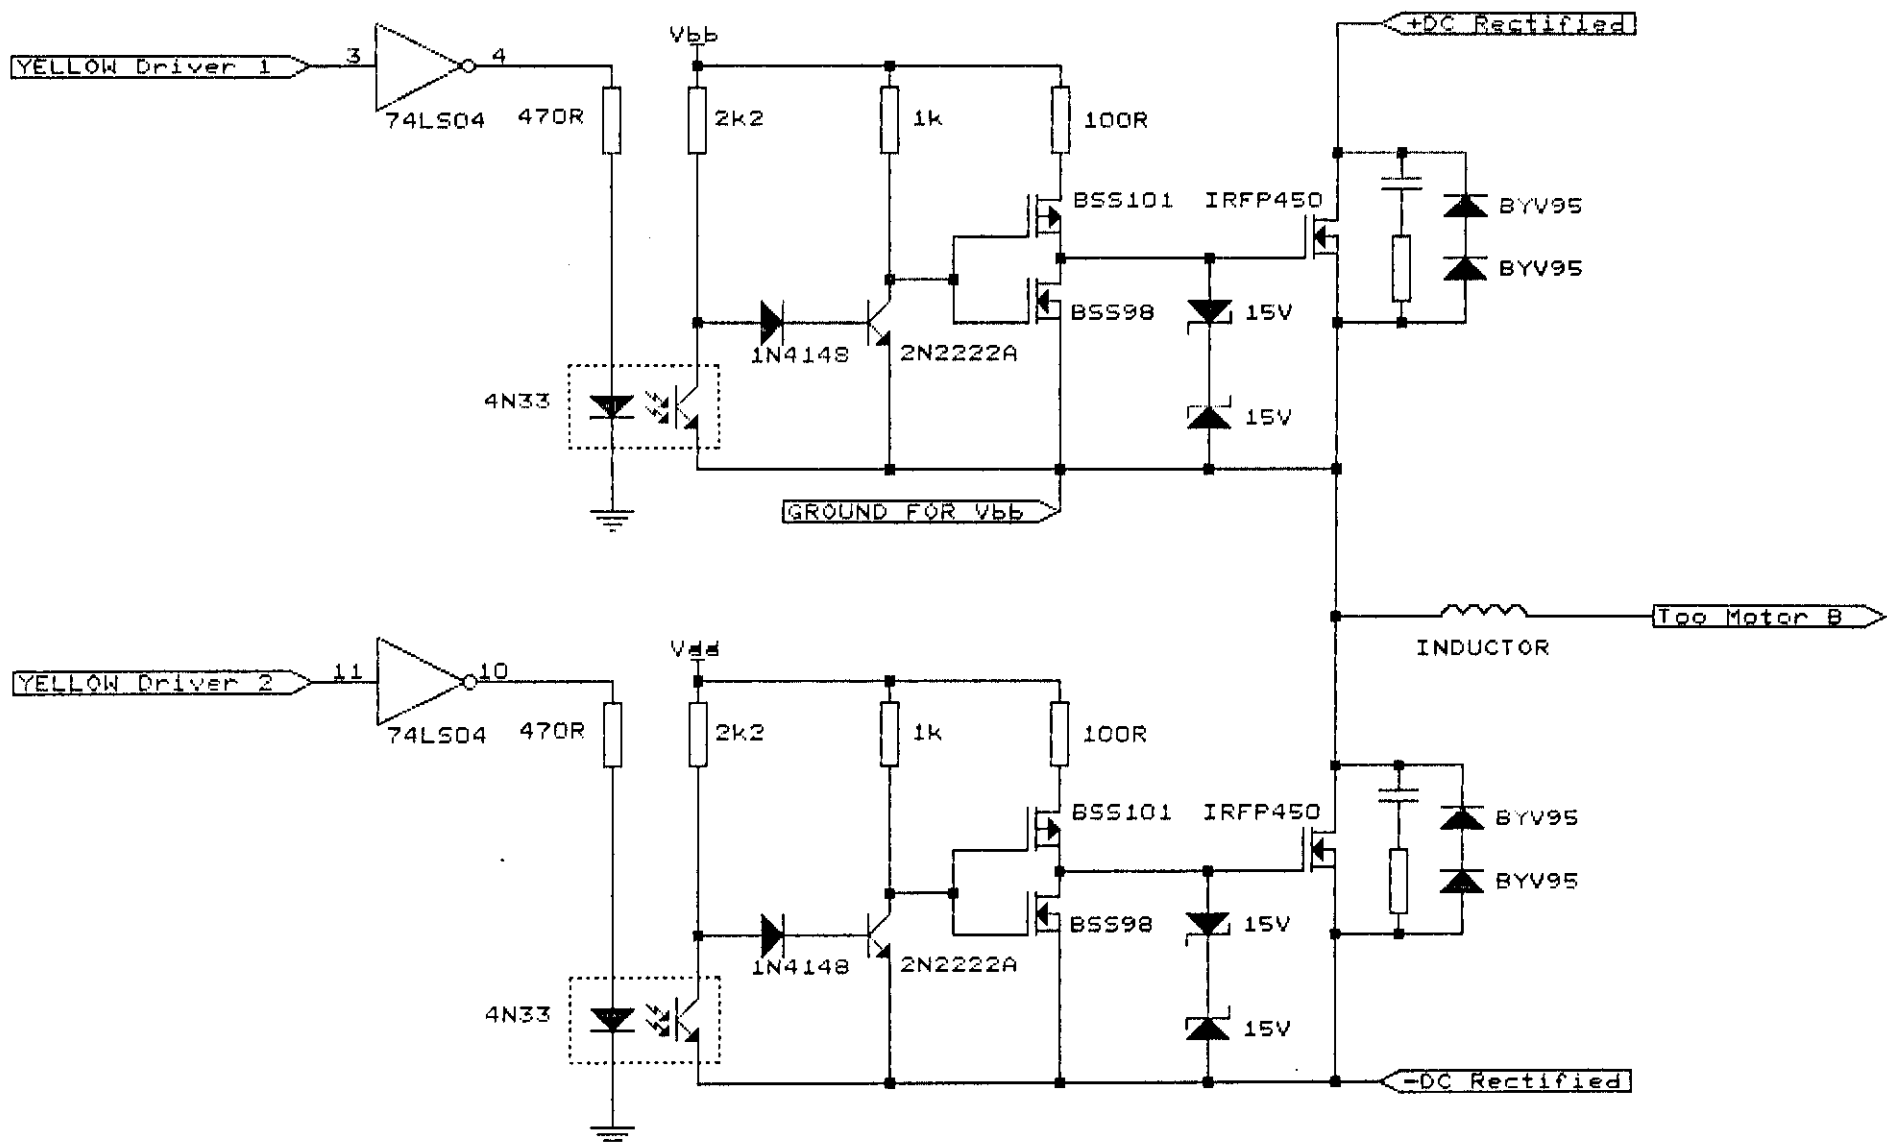 Vbb
+DC Rectified
YELLOW Driver 1
3
4
74LS04
470R
2k2
1k
100R
BSS101
IRFP450
BYV95
BYV95
BSS98
15V
1N4148
2N2222A
4N33
15V
GROUND FOR Vbb
Too Motor B
INDUCTOR
Vdd
YELLOW Driver 2
11
10
74LS04
470R
2k2
1k
100R
BSS101
IRFP450
BYV95
BYV95
BSS98
15V
1N4148
2N2222A
4N33
15V
-DC Rectified